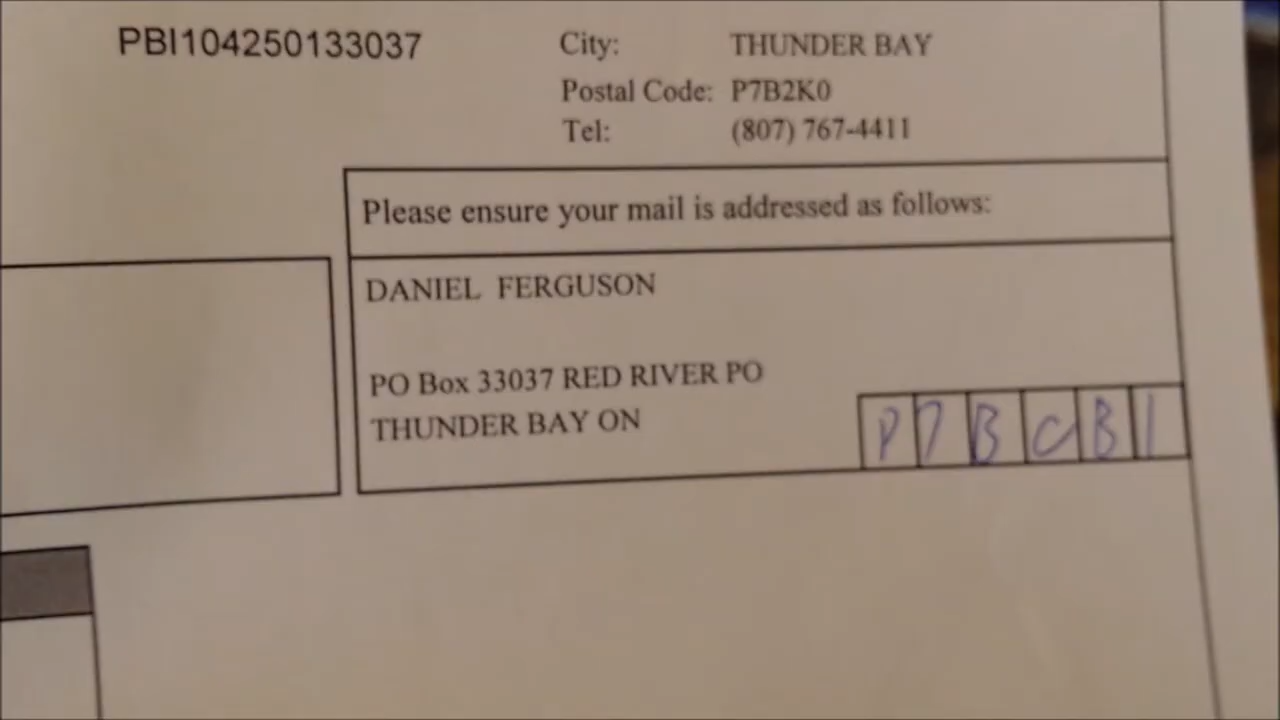 PBI104250133037
City: THUNDER BAY
Postal Code: P7B2K0
Tel: (807) 767-4411
Please ensure your mail is addressed as follows:
DANIEL FERGUSON
PO Box 33037 RED RIVER PO
THUNDER BAY ON
P7BCB1